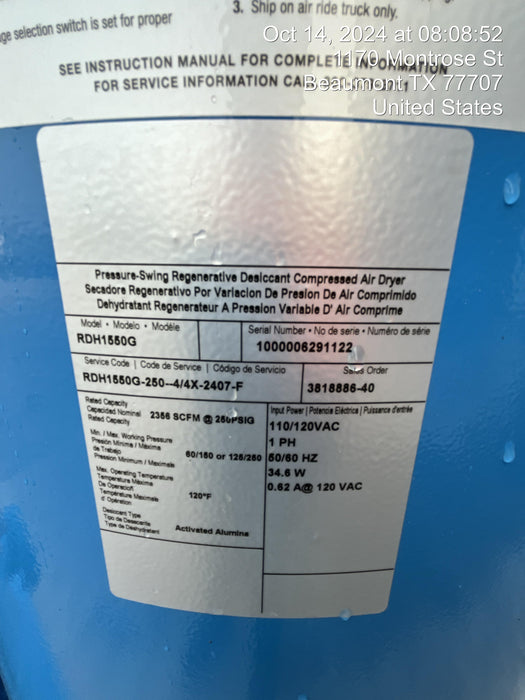 3. Ship on air ride truck only.
ge selection switch is set for proper
Oct 14, 2024 at 08:08:52
1170 Montrose St
Beaumont TX 77707
United States
SEE INSTRUCTION MANUAL FOR COMPLETE INFORMATION
FOR SERVICE INFORMATION CALL
Pressure-Swing Regenerative Desiccant Compressed Air Dryer
Secadore Regenerativo Por Variacion De Presion De Air Comprimido
Dehydratant Regenerateur A Pression Variable D' Air Comprime
Model • Modelo • Modèle
RDH1550G
Serial Number • No de serie • Numéro de série
1000006291122
Service Code | Code de Service | Código de Servicio
RDH1550G-250--4/4X-2407-F
Sales Order
3818886-40
Rated Capacity
Capacidad Nominal 2356 SCFM @ 250PSIG
Rated Capacity
Min. / Max. Working Pressure
Presión Mínima / Máxima
de Trabajo
Pression Minimum / Maximale
60/150 or 125/250
Max. Operating Temperature
Temperatura Máxima
De Operación
Température Maximale
d' Opération
120°F
Desiccant Type
Tipo de Desecante
Type de Déshydratant
Activated Alumina
Input Power | Potencia Eléctrica | Puissance d'entrée
110/120VAC
1 PH
50/60 HZ
34.6 W
0.62 A@ 120 VAC